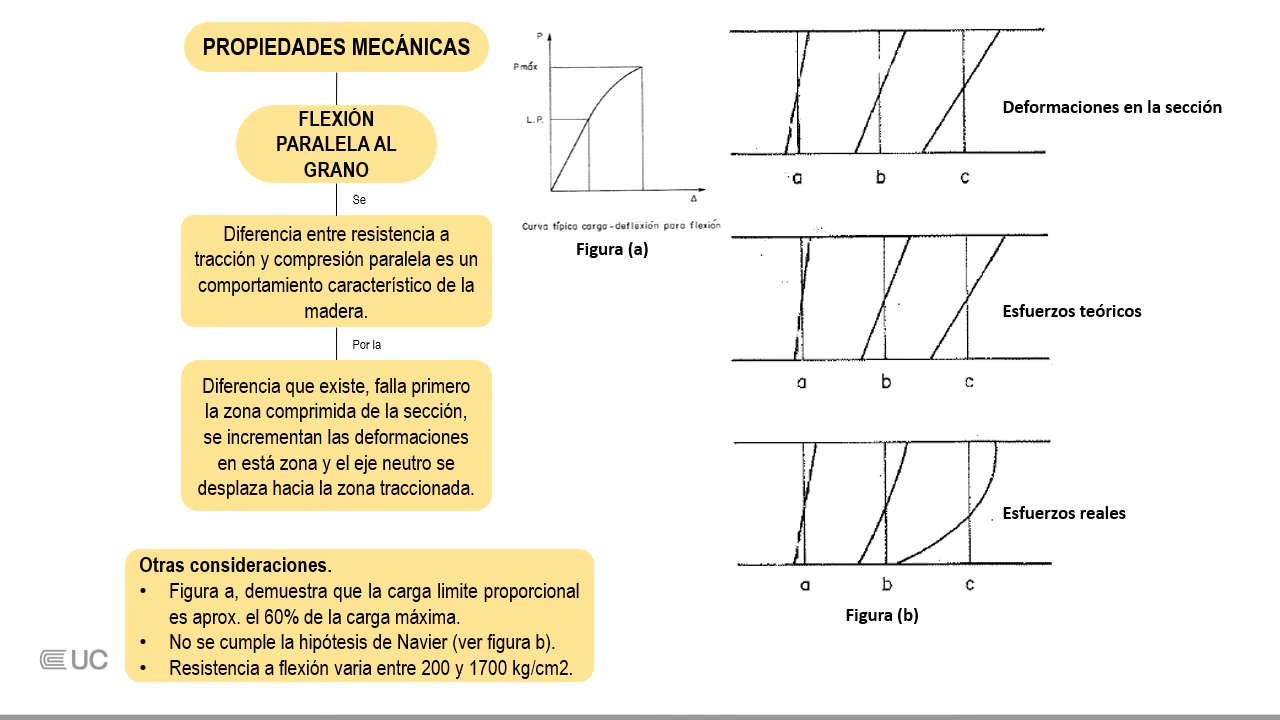 PROPIEDADES MECÁNICAS
FLEXIÓN
PARALELA AL
GRANO
Se
Diferencia entre resistencia a
tracción y compresión paralela es un
comportamiento característico de la
madera.
Por la
Diferencia que existe, falla primero
la zona comprimida de la sección,
se incrementan las deformaciones
en está zona y el eje neutro se
desplaza hacia la zona traccionada.
Otras consideraciones.
• Figura a, demuestra que la carga limite proporcional
es aprox. el 60% de la carga máxima.
• No se cumple la hipótesis de Navier (ver figura b).
• Resistencia a flexión varia entre 200 y 1700 kg/cm2.
UC
P
Pmáx
L.P.
Δ
Curva típica carga-deflexión para flexión
Figura (a)
a b c
Deformaciones en la sección
a b c
Esfuerzos teóricos
a b c
Esfuerzos reales
Figura (b)